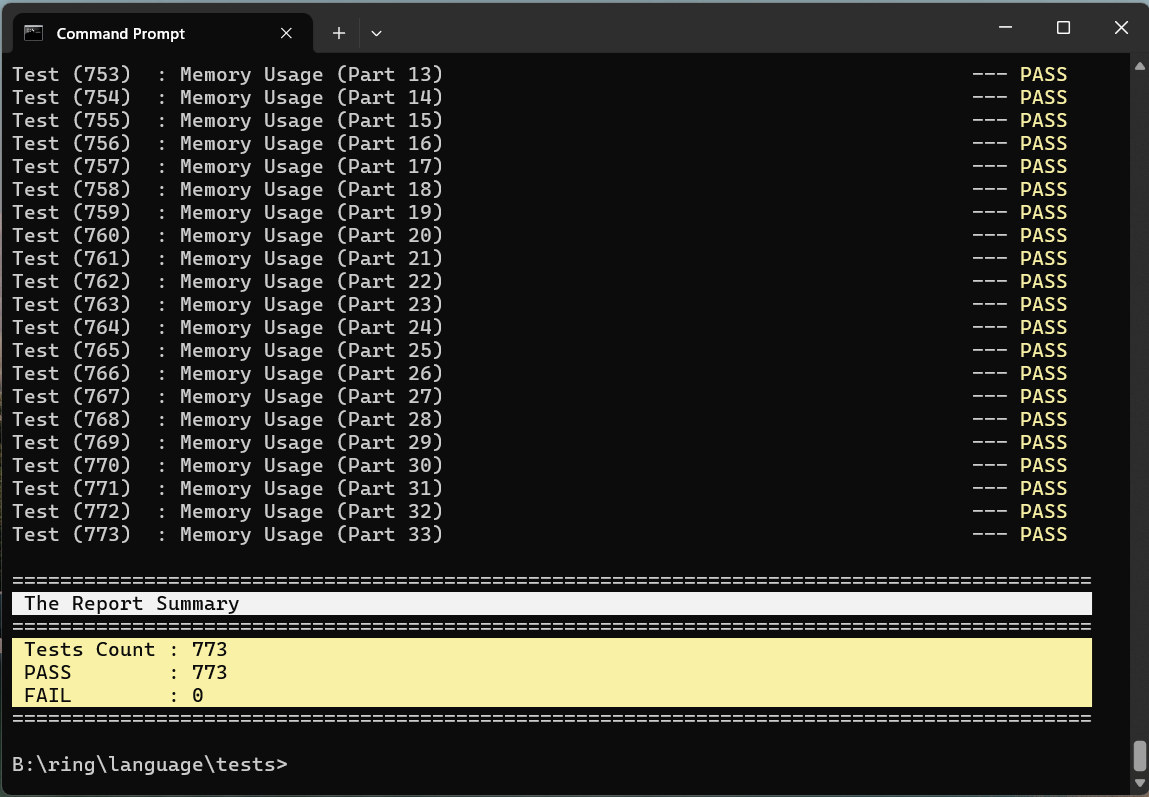 Command Prompt
Test (753)  : Memory Usage (Part 13)                                            --- PASS
Test (754)  : Memory Usage (Part 14)                                            --- PASS
Test (755)  : Memory Usage (Part 15)                                            --- PASS
Test (756)  : Memory Usage (Part 16)                                            --- PASS
Test (757)  : Memory Usage (Part 17)                                            --- PASS
Test (758)  : Memory Usage (Part 18)                                            --- PASS
Test (759)  : Memory Usage (Part 19)                                            --- PASS
Test (760)  : Memory Usage (Part 20)                                            --- PASS
Test (761)  : Memory Usage (Part 21)                                            --- PASS
Test (762)  : Memory Usage (Part 22)                                            --- PASS
Test (763)  : Memory Usage (Part 23)                                            --- PASS
Test (764)  : Memory Usage (Part 24)                                            --- PASS
Test (765)  : Memory Usage (Part 25)                                            --- PASS
Test (766)  : Memory Usage (Part 26)                                            --- PASS
Test (767)  : Memory Usage (Part 27)                                            --- PASS
Test (768)  : Memory Usage (Part 28)                                            --- PASS
Test (769)  : Memory Usage (Part 29)                                            --- PASS
Test (770)  : Memory Usage (Part 30)                                            --- PASS
Test (771)  : Memory Usage (Part 31)                                            --- PASS
Test (772)  : Memory Usage (Part 32)                                            --- PASS
Test (773)  : Memory Usage (Part 33)                                            --- PASS
==========================================================================================
The Report Summary
==========================================================================================
Tests Count : 773
PASS        : 773
FAIL        : 0
==========================================================================================
B:\ring\language\tests>